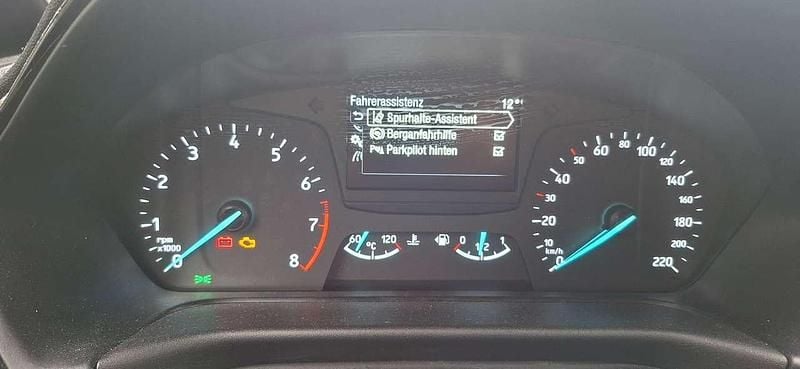 Fahrerassistenz 12°
Spurhalte-Assistent
Berganfahrhilfe
Parkpilot hinten
0 1 2 3 4 5 6 7 8
rpm
x1000
60 °C 120
0 1/2 1
0 10 20 30 40 50 60 80 100 120 140 160 180 200 220
km/h